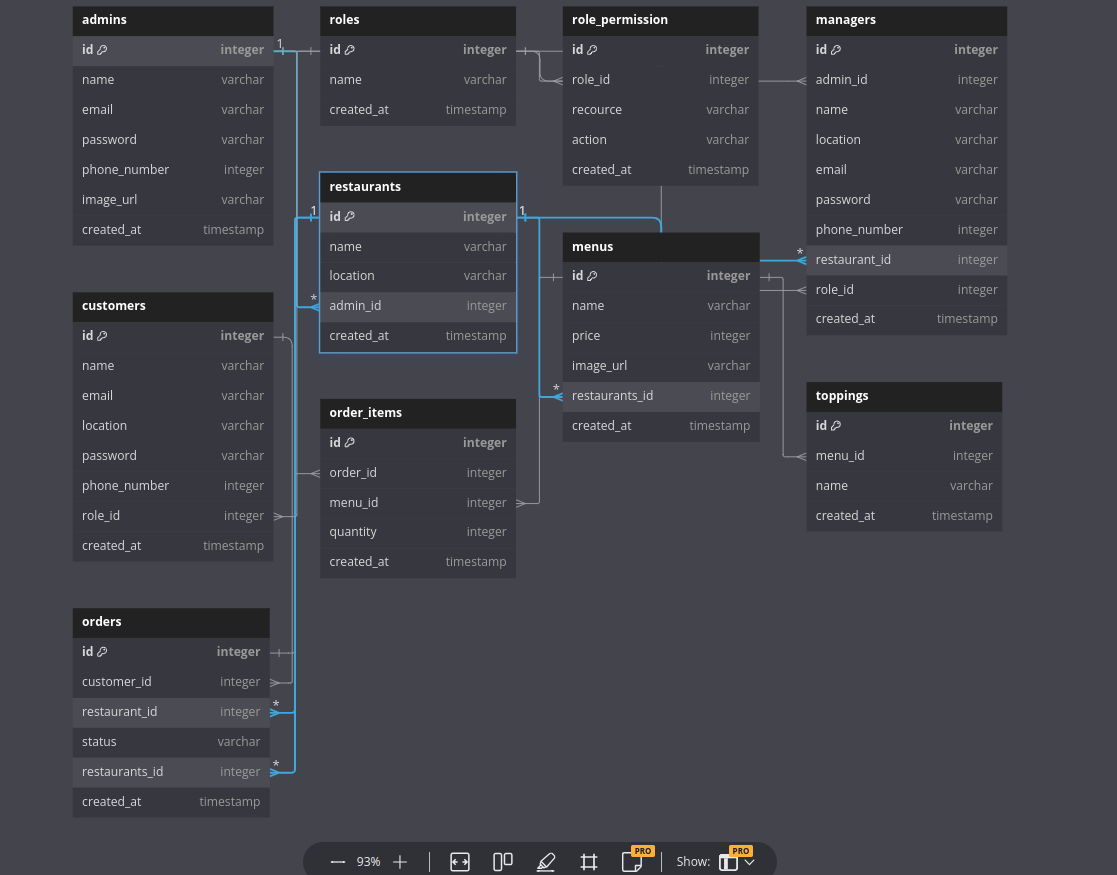 admins
id integer
name varchar
email varchar
password varchar
phone_number integer
image_url varchar
created_at timestamp
roles
id integer
name varchar
created_at timestamp
role_permission
id integer
role_id integer
recource varchar
action varchar
created_at timestamp
managers
id integer
admin_id integer
name varchar
location varchar
email varchar
password varchar
phone_number integer
restaurant_id integer
role_id integer
created_at timestamp
restaurants
id integer
name varchar
location varchar
admin_id integer
created_at timestamp
menus
id integer
name varchar
price integer
image_url varchar
restaurants_id integer
created_at timestamp
customers
id integer
name varchar
email varchar
location varchar
password varchar
phone_number integer
role_id integer
created_at timestamp
order_items
id integer
order_id integer
menu_id integer
quantity integer
created_at timestamp
toppings
id integer
menu_id integer
name varchar
created_at timestamp
orders
id integer
customer_id integer
restaurant_id integer
status varchar
restaurants_id integer
created_at timestamp
1
1
1
*
*
*
*
*
93% PRO Show: PRO